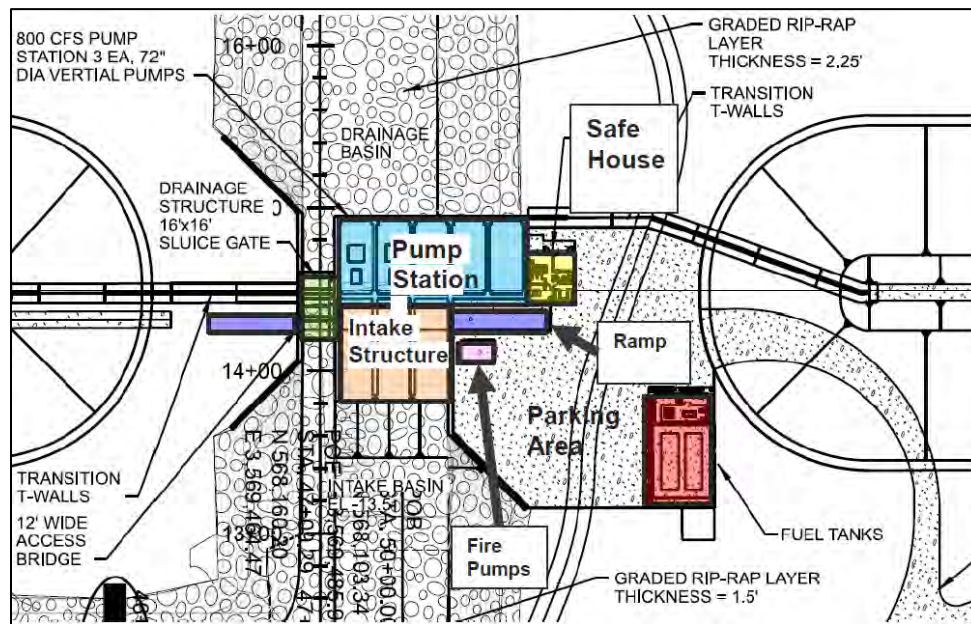 800 CFS PUMP
STATION 3 EA, 72"
DIA VERTIAL PUMPS
16+00
GRADED RIP-RAP
LAYER
THICKNESS = 2.25'
TRANSITION
T-WALLS
DRAINAGE
BASIN
Safe
House
DRAINAGE
STRUCTURE
16'x16'
SLUICE GATE
Pump
Station
Intake
Structure
Ramp
14+00
Parking
Area
TRANSITION
T-WALLS
12' WIDE
ACCESS
BRIDGE
INTAKE BASIN
Fire
Pumps
FUEL TANKS
GRADED RIP-RAP LAYER
THICKNESS = 1.5'